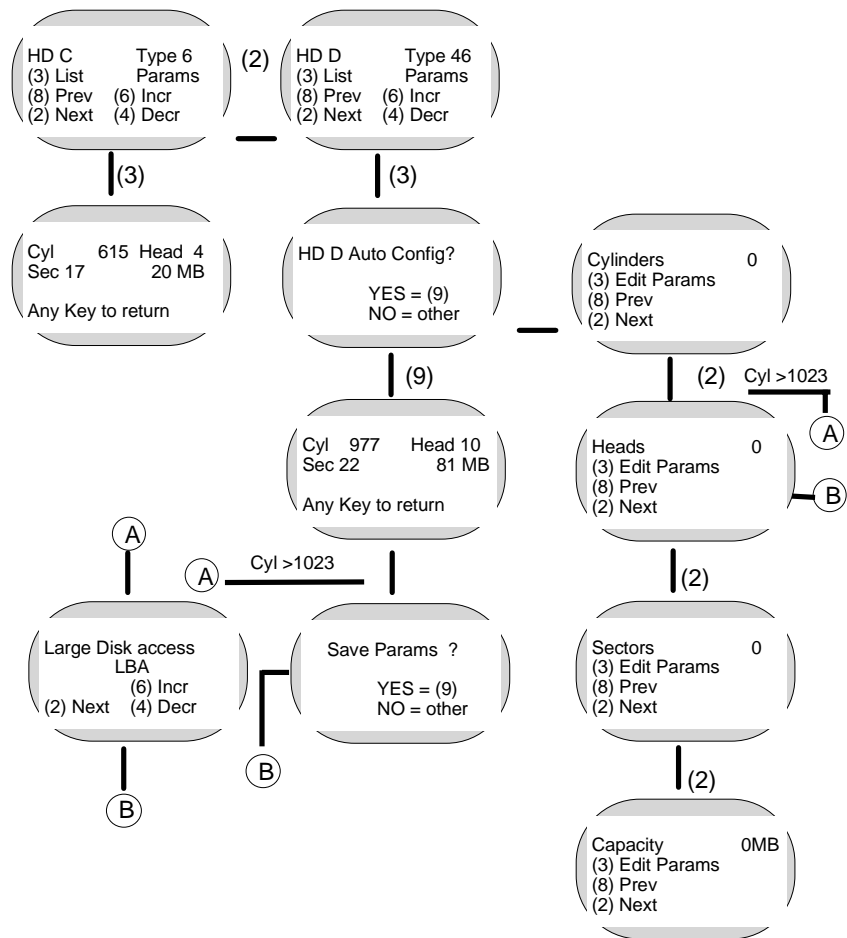 HD C Type 6
(3) List Params
(8) Prev (6) Incr
(2) Next (4) Decr
(2)
HD D Type 46
(3) List Params
(8) Prev (6) Incr
(2) Next (4) Decr
(3)
(3)
Cyl 615 Head 4
Sec 17 20 MB
Any Key to return
HD D Auto Config?
YES = (9)
NO = other
Cylinders 0
(3) Edit Params
(8) Prev
(2) Next
(9)
(2)
Cyl >1023
A
Cyl 977 Head 10
Sec 22 81 MB
Any Key to return
Heads 0
(3) Edit Params
(8) Prev
(2) Next
B
A
A
Cyl >1023
(2)
Large Disk access
LBA
(6) Incr
(2) Next (4) Decr
Save Params ?
YES = (9)
NO = other
Sectors 0
(3) Edit Params
(8) Prev
(2) Next
B
B
(2)
Capacity 0MB
(3) Edit Params
(8) Prev
(2) Next